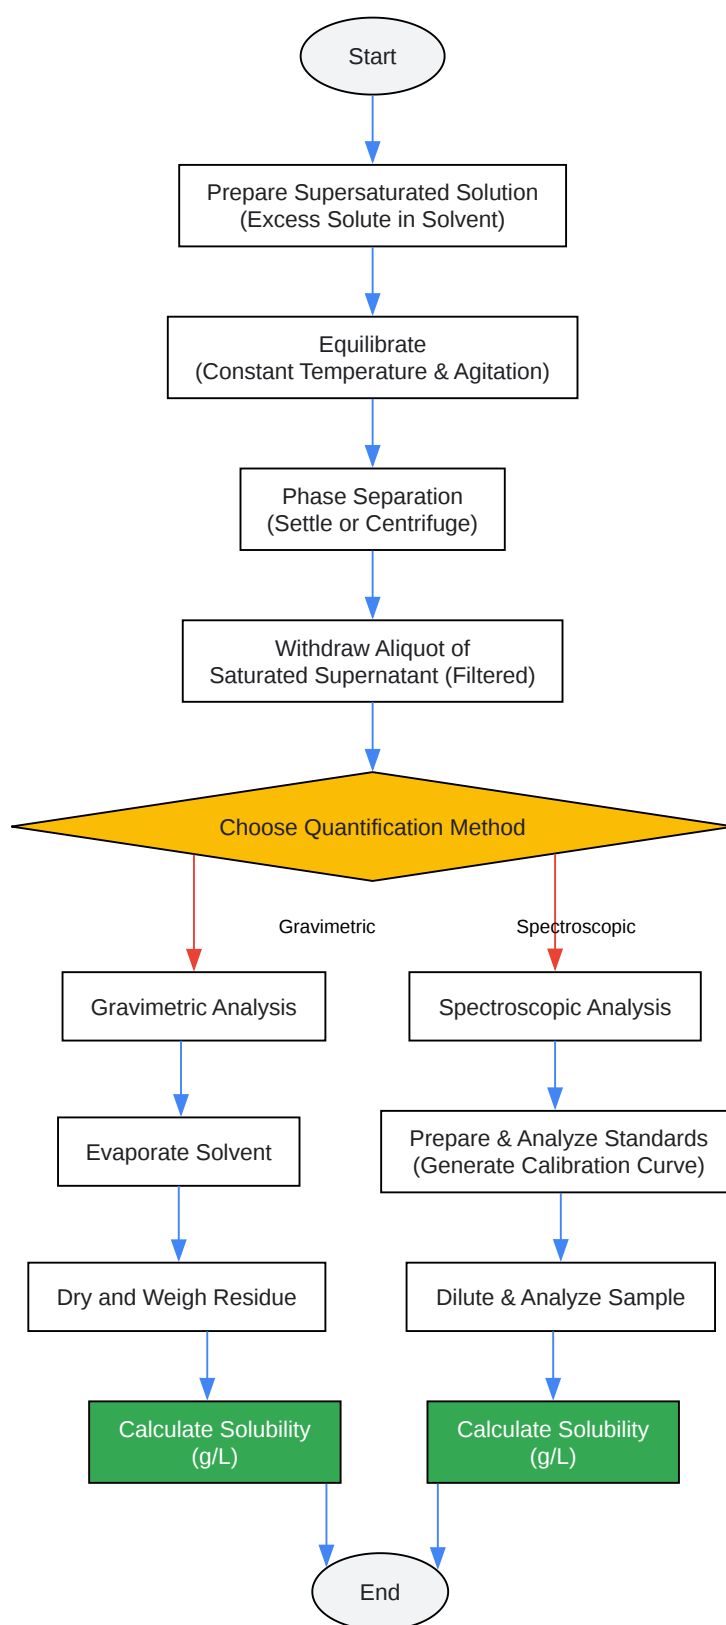 Start
Prepare Supersaturated Solution
(Excess Solute in Solvent)
Equilibrate
(Constant Temperature & Agitation)
Phase Separation
(Settle or Centrifuge)
Withdraw Aliquot of
Saturated Supernatant (Filtered)
Choose Quantification Method
Gravimetric
Spectroscopic
Gravimetric Analysis
Spectroscopic Analysis
Evaporate Solvent
Prepare & Analyze Standards
(Generate Calibration Curve)
Dry and Weigh Residue
Dilute & Analyze Sample
Calculate Solubility
(g/L)
Calculate Solubility
(g/L)
End